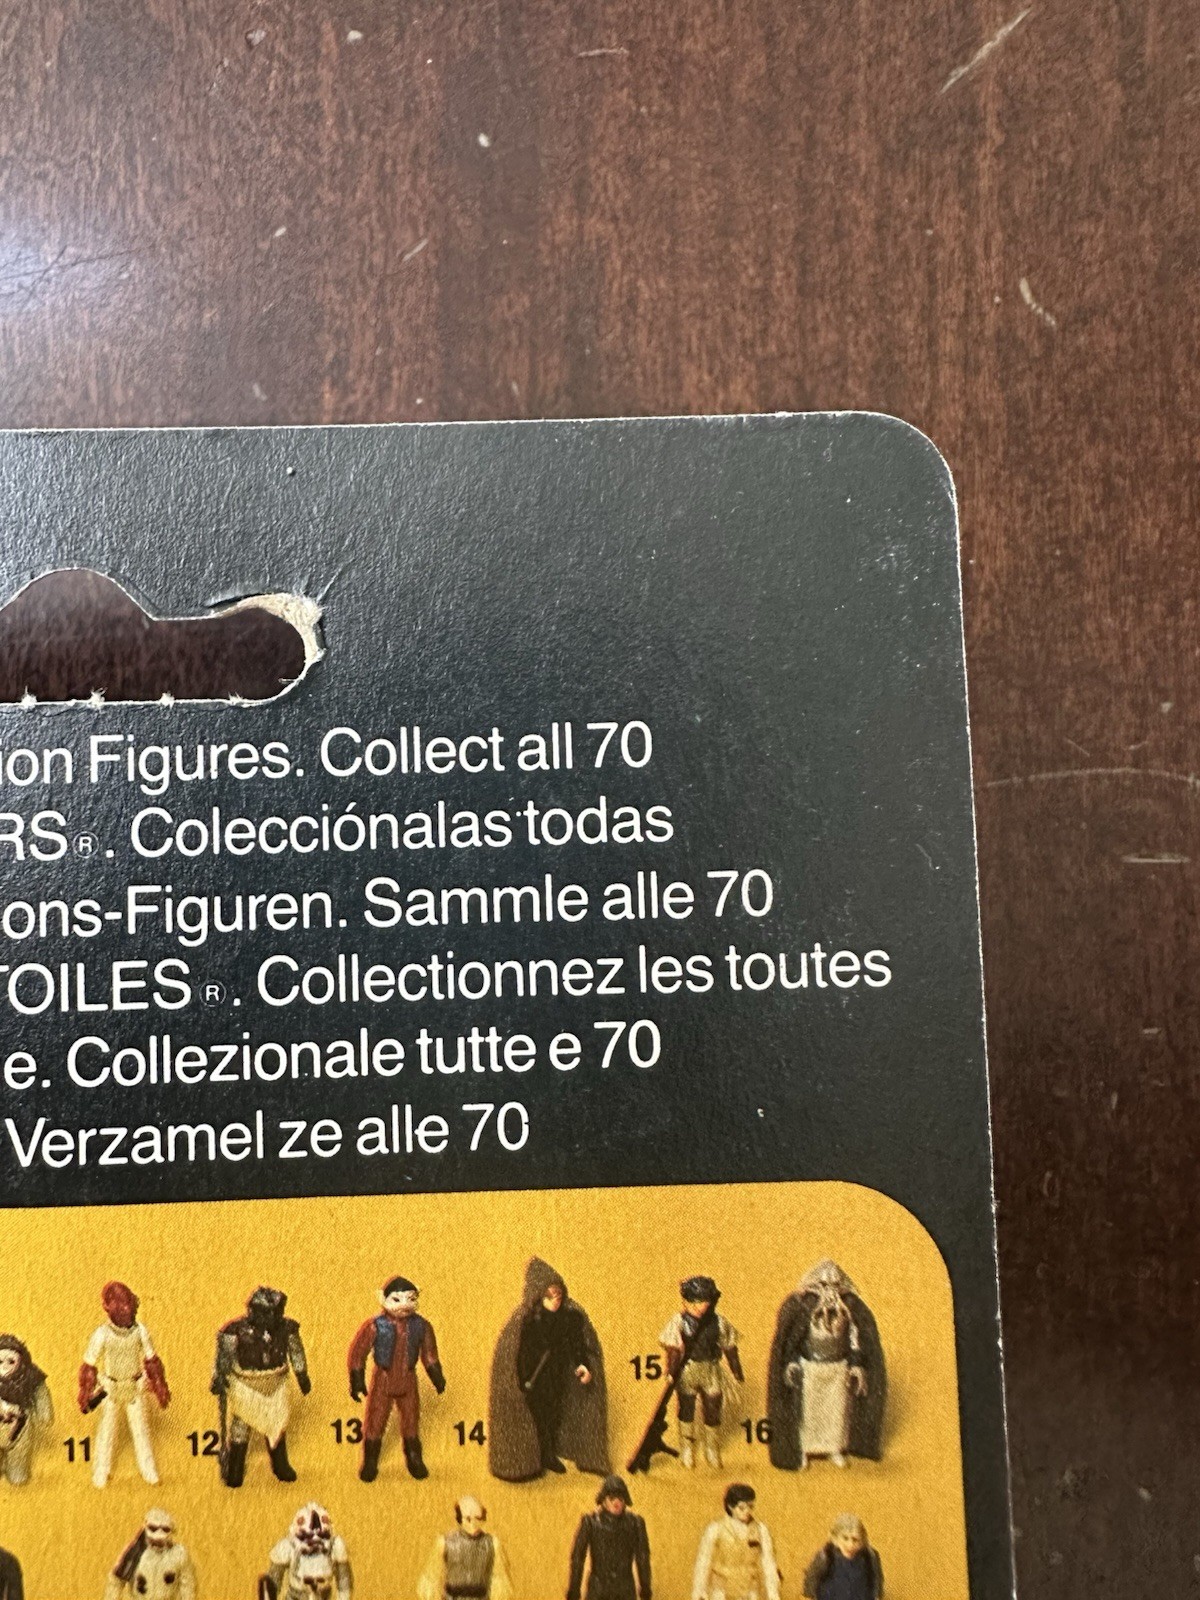 ion Figures. Collect all 70
RS®. Colecciónalas todas
ons-Figuren. Sammle alle 70
TOILES®. Collectionnez les toutes
e. Collezionale tutte e 70
Verzamel ze alle 70
15
11 12 13 14 16